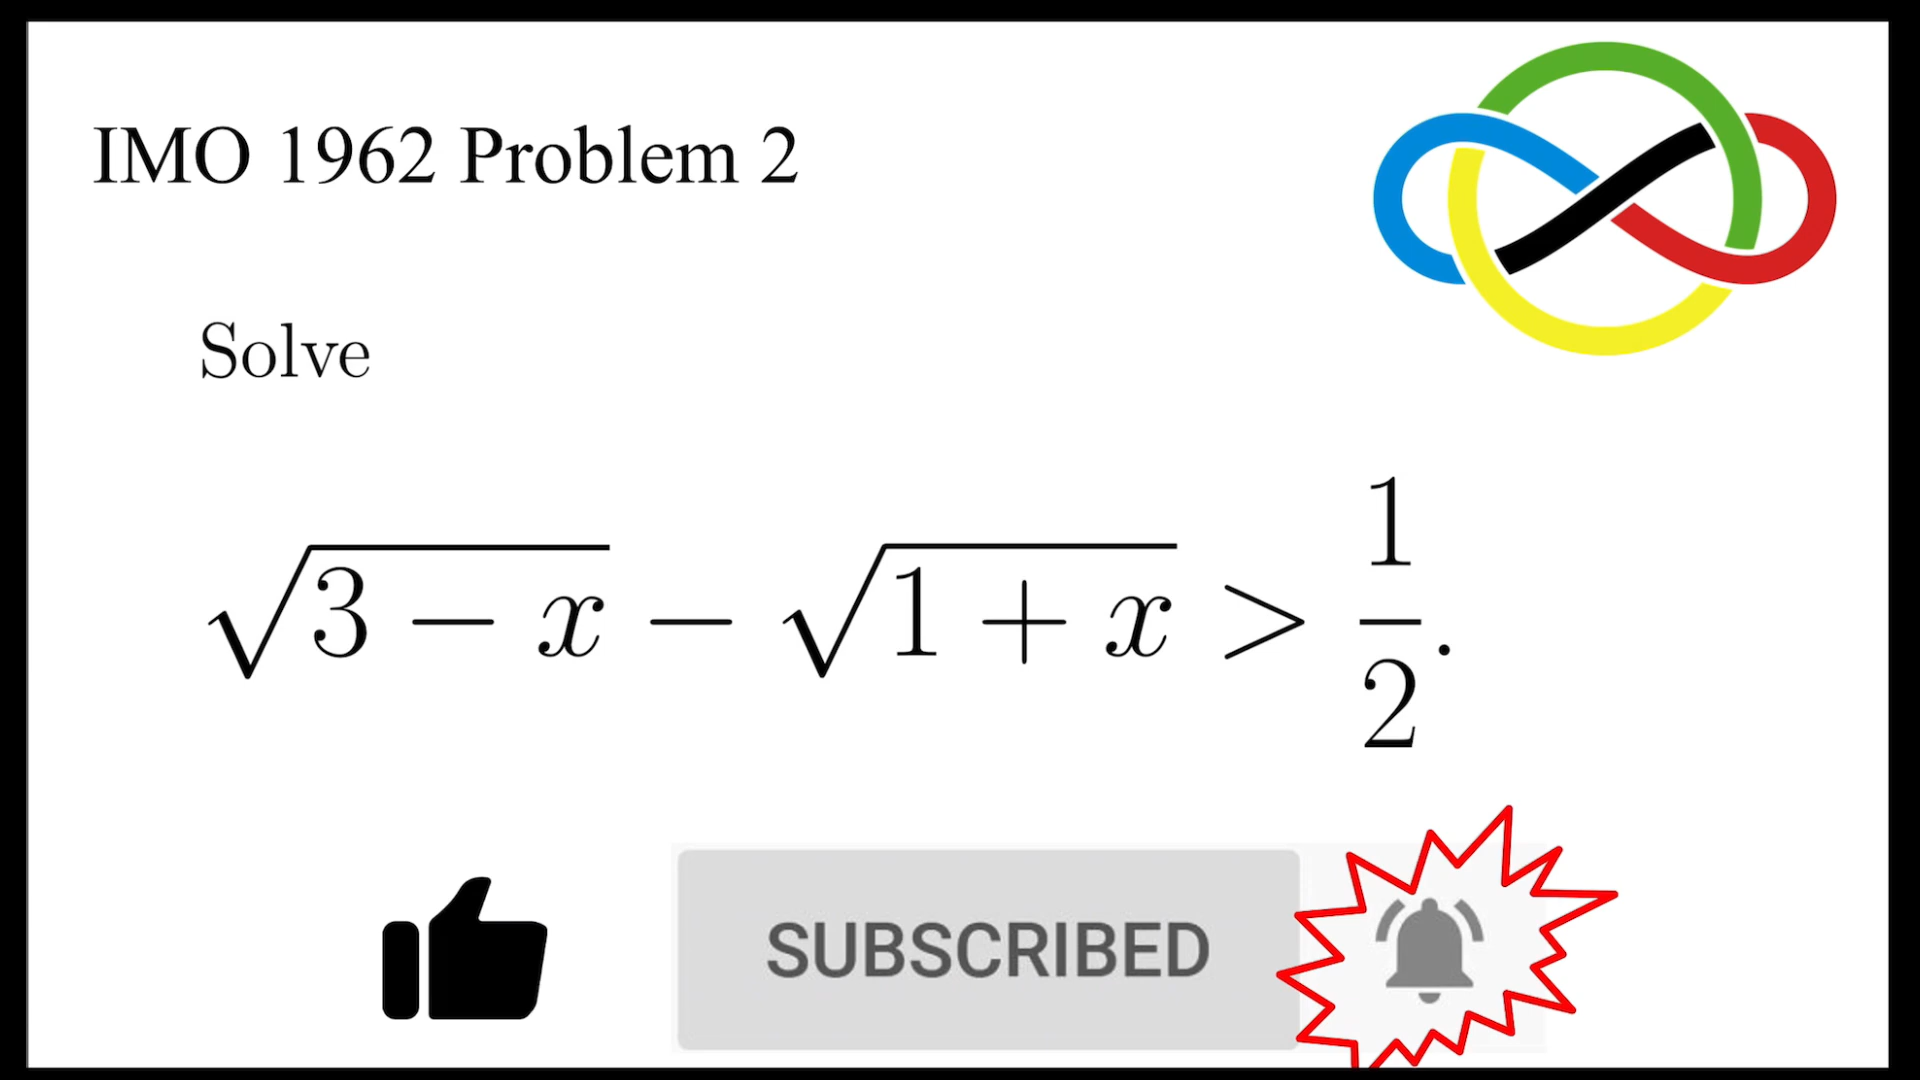 IMO 1962 Problem 2
Solve
√(3 − x) − √(1 + x) > 1/2.
SUBSCRIBED